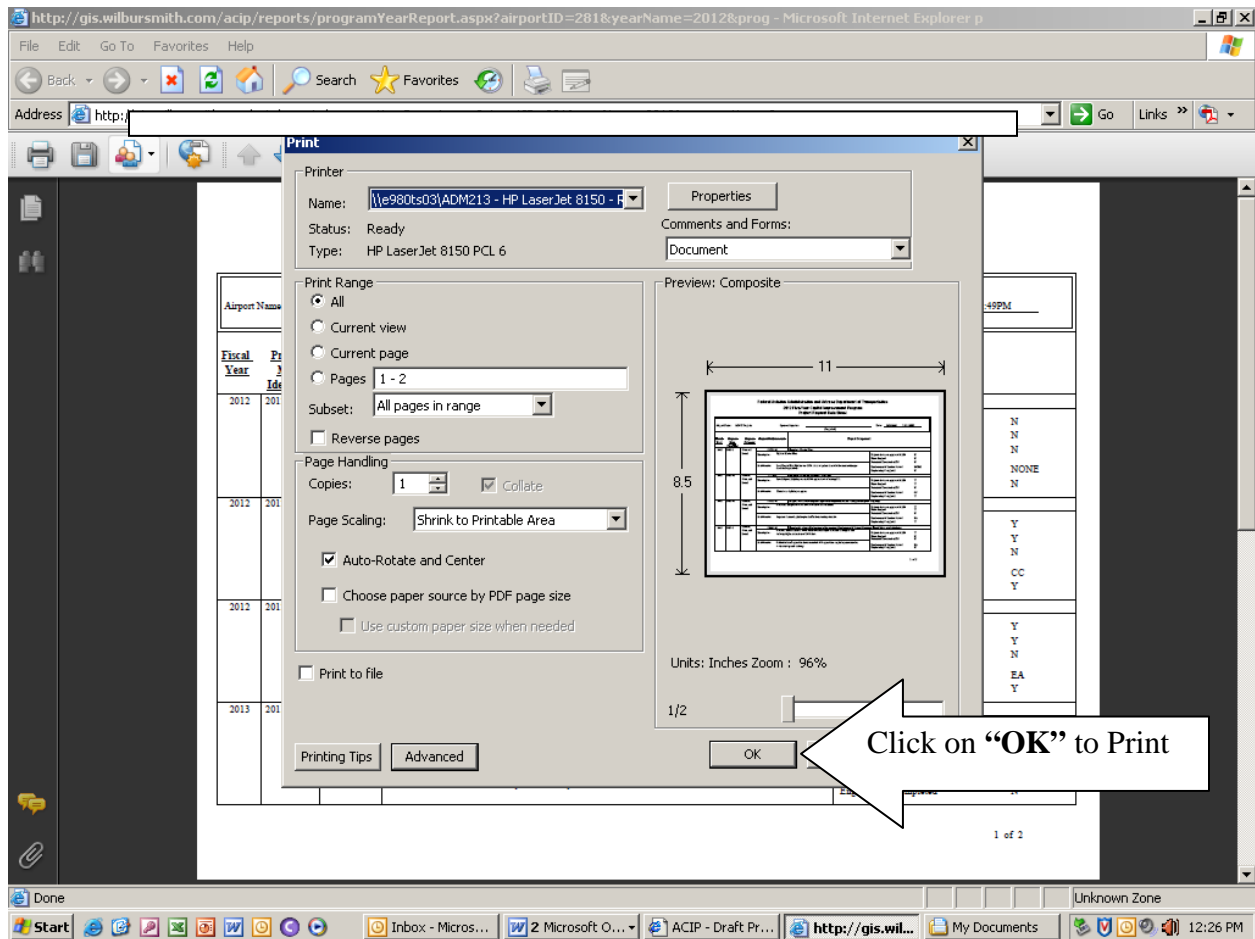 http://gis.wilbursmith.com/acip/reports/programYearReport.aspx?airportID=281&yearName=2012&prog - Microsoft Internet Explorer p
File Edit Go To Favorites Help
Back Search Favorites
Address http:/ Go Links »
Print
Printer
Name: \\e980ts03\ADM213 - HP LaserJet 8150 - R Properties
Status: Ready Comments and Forms:
Type: HP LaserJet 8150 PCL 6 Document
Print Range Preview: Composite
All
Current view
Current page
Pages 1 - 2
Subset: All pages in range
Reverse pages
Page Handling
Copies: 1 Collate
Page Scaling: Shrink to Printable Area
Auto-Rotate and Center
Choose paper source by PDF page size
Use custom paper size when needed
Print to file
11
8.5
Units: Inches Zoom : 96%
1/2
Printing Tips Advanced OK
Click on “OK” to Print
Airport Name :49PM
Fiscal
Year
2012 201
N
N
N
NONE
N
2012 201
Y
Y
N
CC
Y
2012 201
Y
Y
N
EA
Y
2013 201
1 of 2
Done Unknown Zone
Start Inbox - Micros... 2 Microsoft O... ACIP - Draft Pr... http://gis.wil... My Documents 12:26 PM